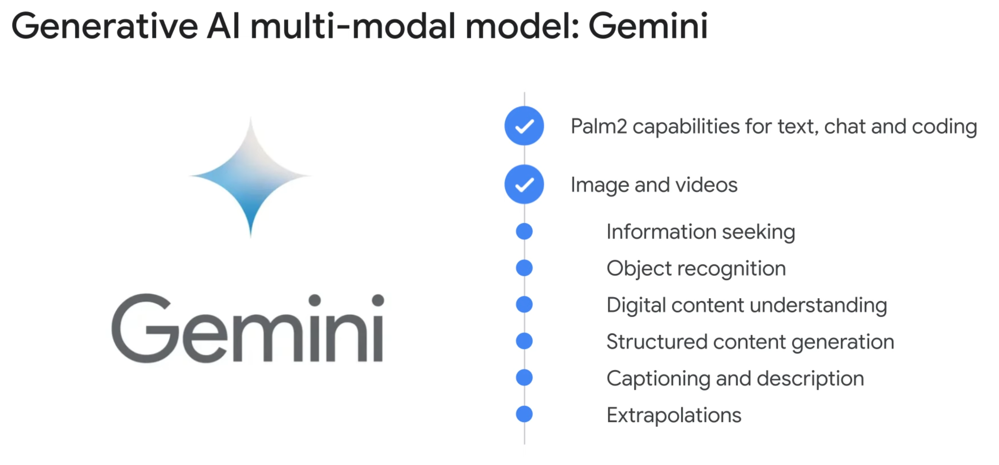 Generative AI multi-modal model: Gemini
Gemini
Palm2 capabilities for text, chat and coding
Image and videos
Information seeking
Object recognition
Digital content understanding
Structured content generation
Captioning and description
Extrapolations